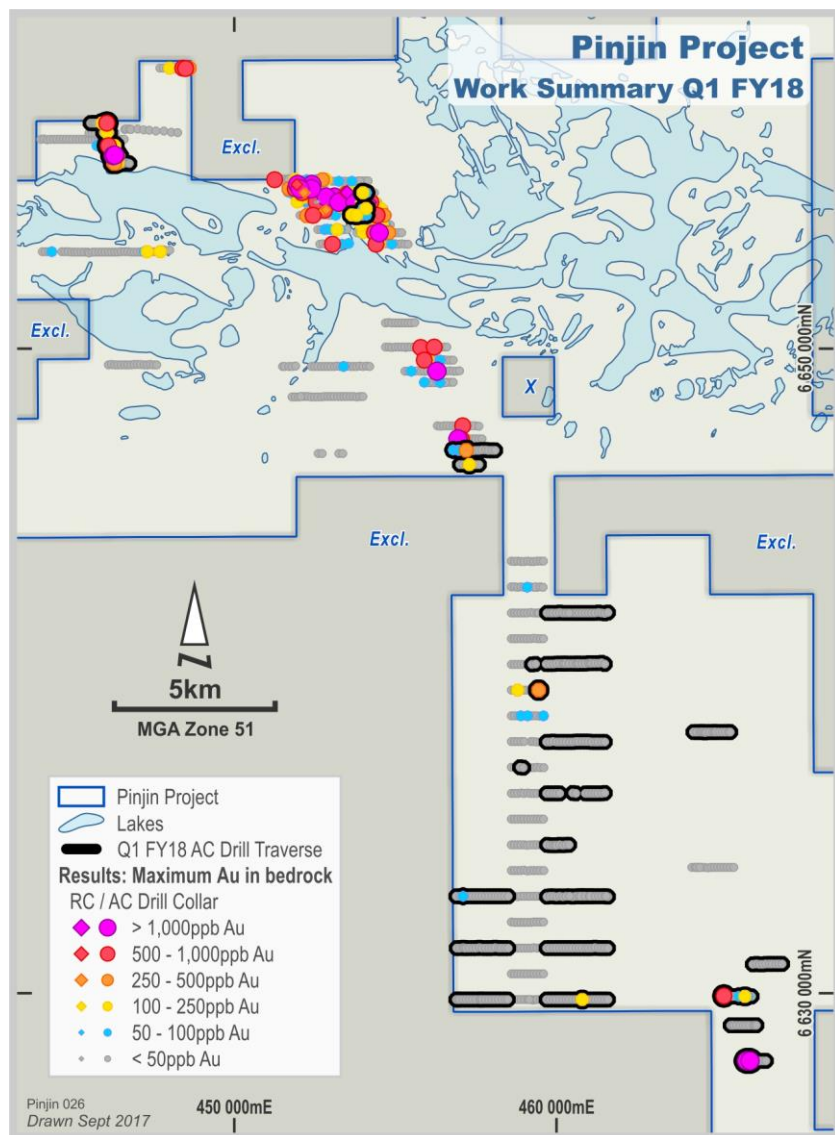 Pinjin Project
Work Summary Q1 FY18
Excl.
Excl.
6 650 000mN
X
Excl.
Excl.
N
5km
MGA Zone 51
Pinjin Project
Lakes
Q1 FY18 AC Drill Traverse
Results: Maximum Au in bedrock
RC / AC Drill Collar
> 1,000ppb Au
500 - 1,000ppb Au
250 - 500ppb Au
100 - 250ppb Au
50 - 100ppb Au
< 50ppb Au
6 630 000mN
Pinjin 026
Drawn Sept 2017
450 000mE
460 000mE